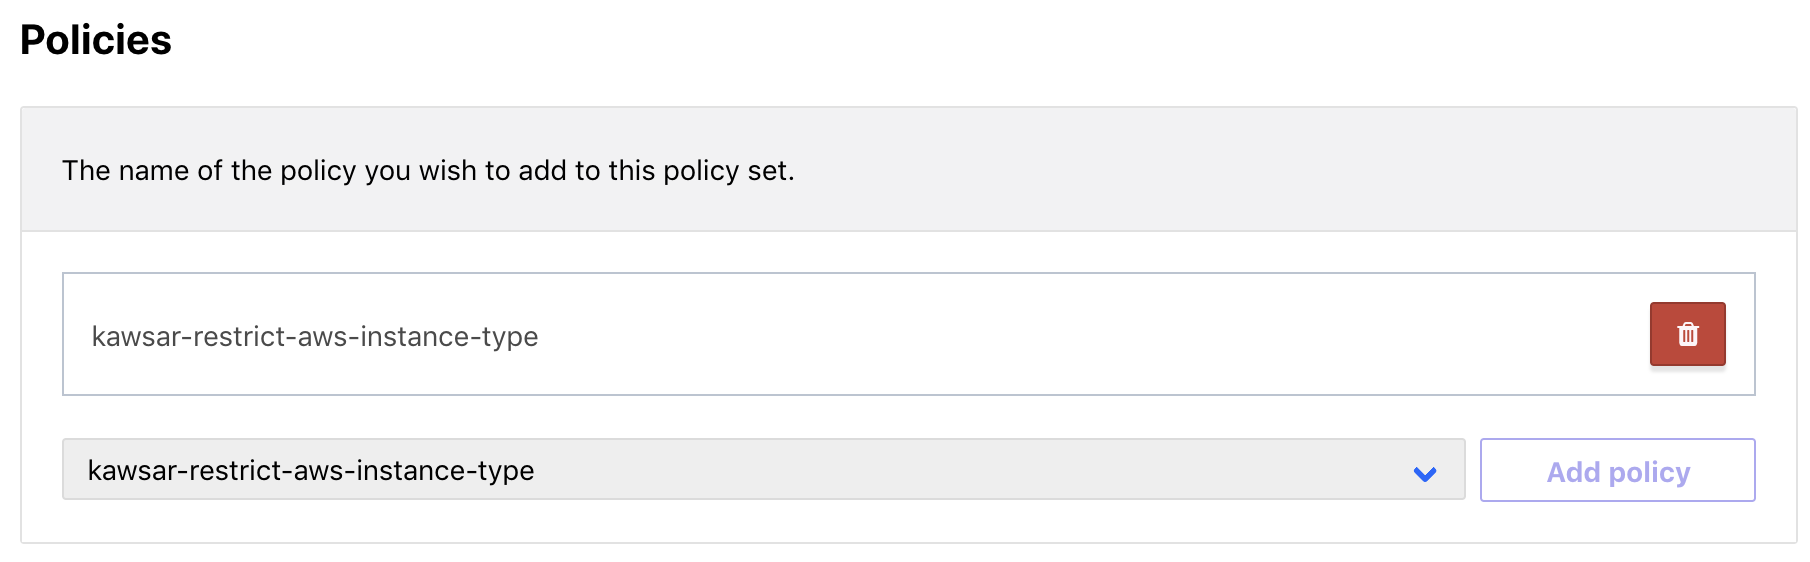 Policies
The name of the policy you wish to add to this policy set.
kawsar-restrict-aws-instance-type
kawsar-restrict-aws-instance-type
Add policy